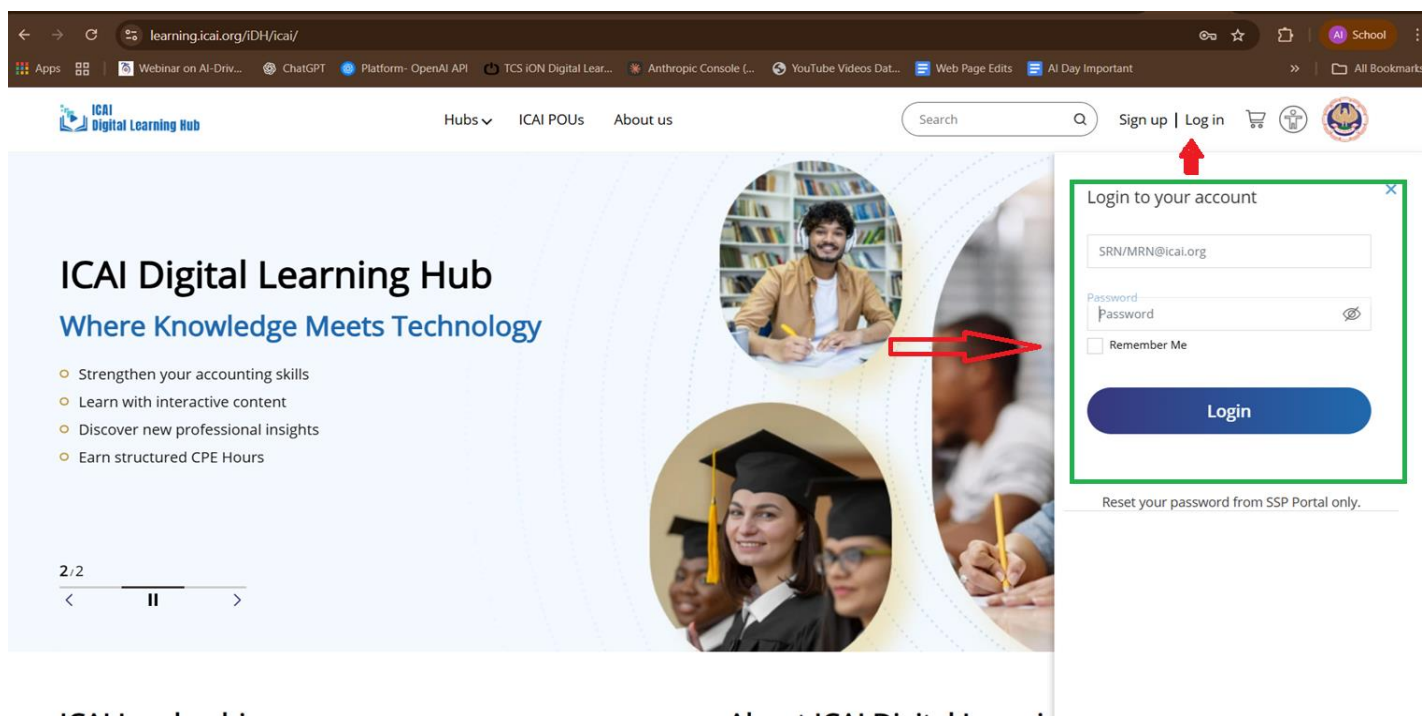 learning.icai.org/iDH/icai/
AI School
Apps
Webinar on AI-Driv...
ChatGPT
Platform- OpenAI API
TCS iON Digital Lear...
Anthropic Console (...
YouTube Videos Dat...
Web Page Edits
AI Day Important
»
All Bookmarks
ICAI
Digital Learning Hub
Hubs
ICAI POUs
About us
Search
Sign up | Log in
ICAI Digital Learning Hub
Where Knowledge Meets Technology
Strengthen your accounting skills
Learn with interactive content
Discover new professional insights
Earn structured CPE Hours
2/2
Login to your account
SRN/MRN@icai.org
Password
Password
Remember Me
Login
Reset your password from SSP Portal only.